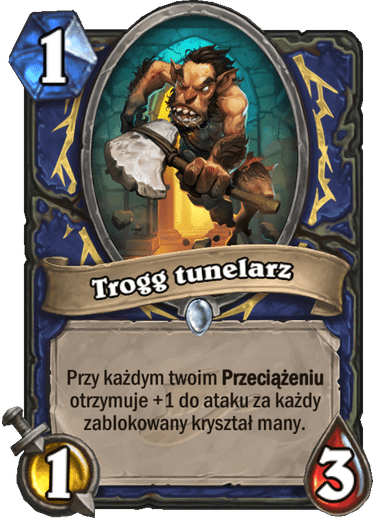 1
Trogg tunelarz
Przy każdym twoim Przeciążeniu
otrzymuje +1 do ataku za każdy
zablokowany kryształ many.
1
3